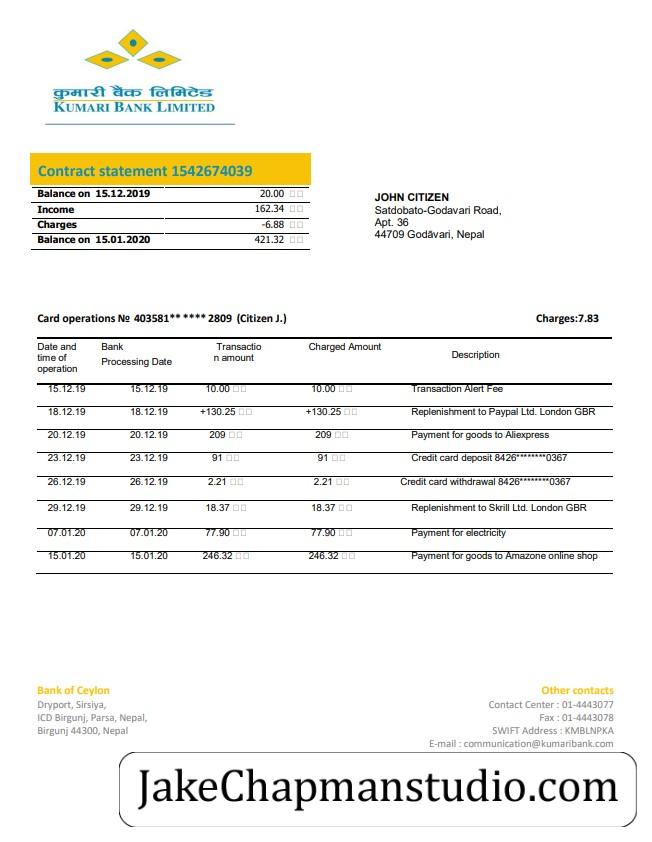 कुमारी बैंक लिमिटेड
KUMARI BANK LIMITED
Contract statement 1542674039
Balance on 15.12.2019 20.00 □□
Income 162.34 □□
Charges -6.88 □□
Balance on 15.01.2020 421.32 □□
JOHN CITIZEN
Satdobato-Godavari Road,
Apt. 36
44709 Godāvari, Nepal
Card operations № 403581** **** 2809 (Citizen J.) Charges:7.83
Date and time of operation Bank Processing Date Transactio n amount Charged Amount Description
15.12.19 15.12.19 10.00 □□ 10.00 □□ Transaction Alert Fee
18.12.19 18.12.19 +130.25 □□ +130.25 □□ Replenishment to Paypal Ltd. London GBR
20.12.19 20.12.19 209 □□ 209 □□ Payment for goods to Aliexpress
23.12.19 23.12.19 91 □□ 91 □□ Credit card deposit 8426********0367
26.12.19 26.12.19 2.21 □□ 2.21 □□ Credit card withdrawal 8426********0367
29.12.19 29.12.19 18.37 □□ 18.37 □□ Replenishment to Skrill Ltd. London GBR
07.01.20 07.01.20 77.90 □□ 77.90 □□ Payment for electricity
15.01.20 15.01.20 246.32 □□ 246.32 □□ Payment for goods to Amazone online shop
Bank of Ceylon
Dryport, Sirsiya,
ICD Birgunj, Parsa, Nepal,
Birgunj 44300, Nepal
Other contacts
Contact Center : 01-4443077
Fax : 01-4443078
SWIFT Address : KMBLNPKA
E-mail : communication@kumaribank.com
JakeChapmanstudio.com